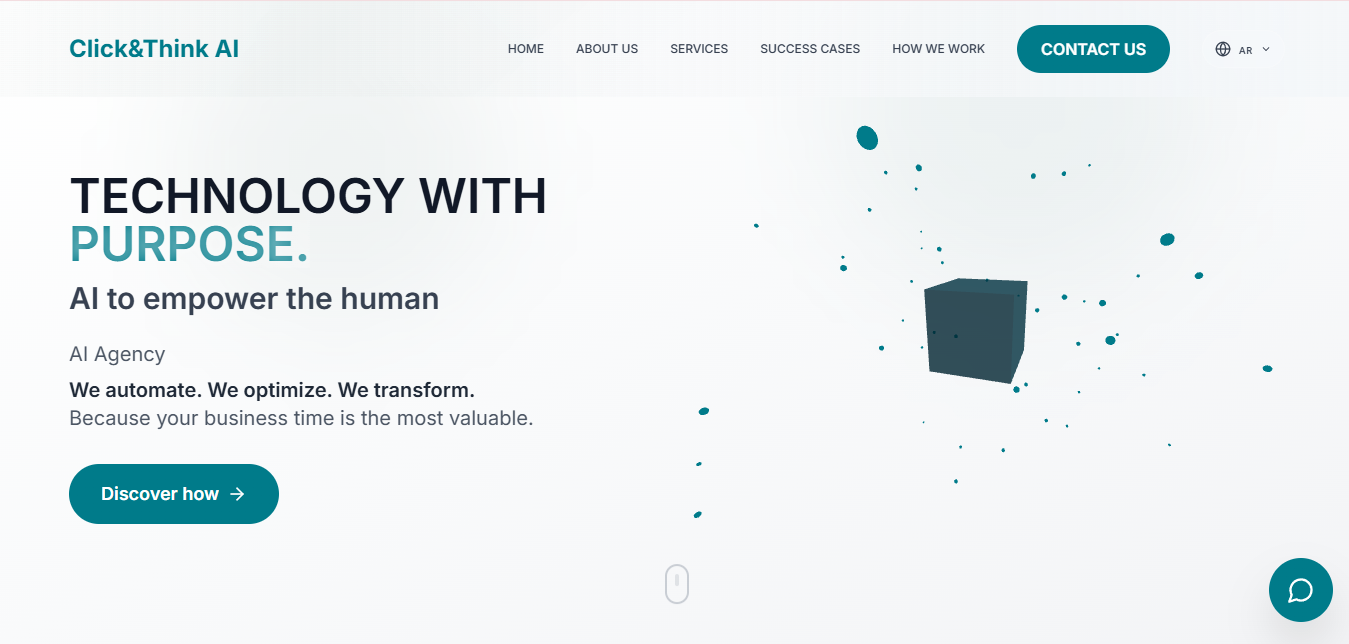 Click&Think AI
HOME
ABOUT US
SERVICES
SUCCESS CASES
HOW WE WORK
CONTACT US
AR
TECHNOLOGY WITH
PURPOSE.
AI to empower the human
AI Agency
We automate. We optimize. We transform.
Because your business time is the most valuable.
Discover how